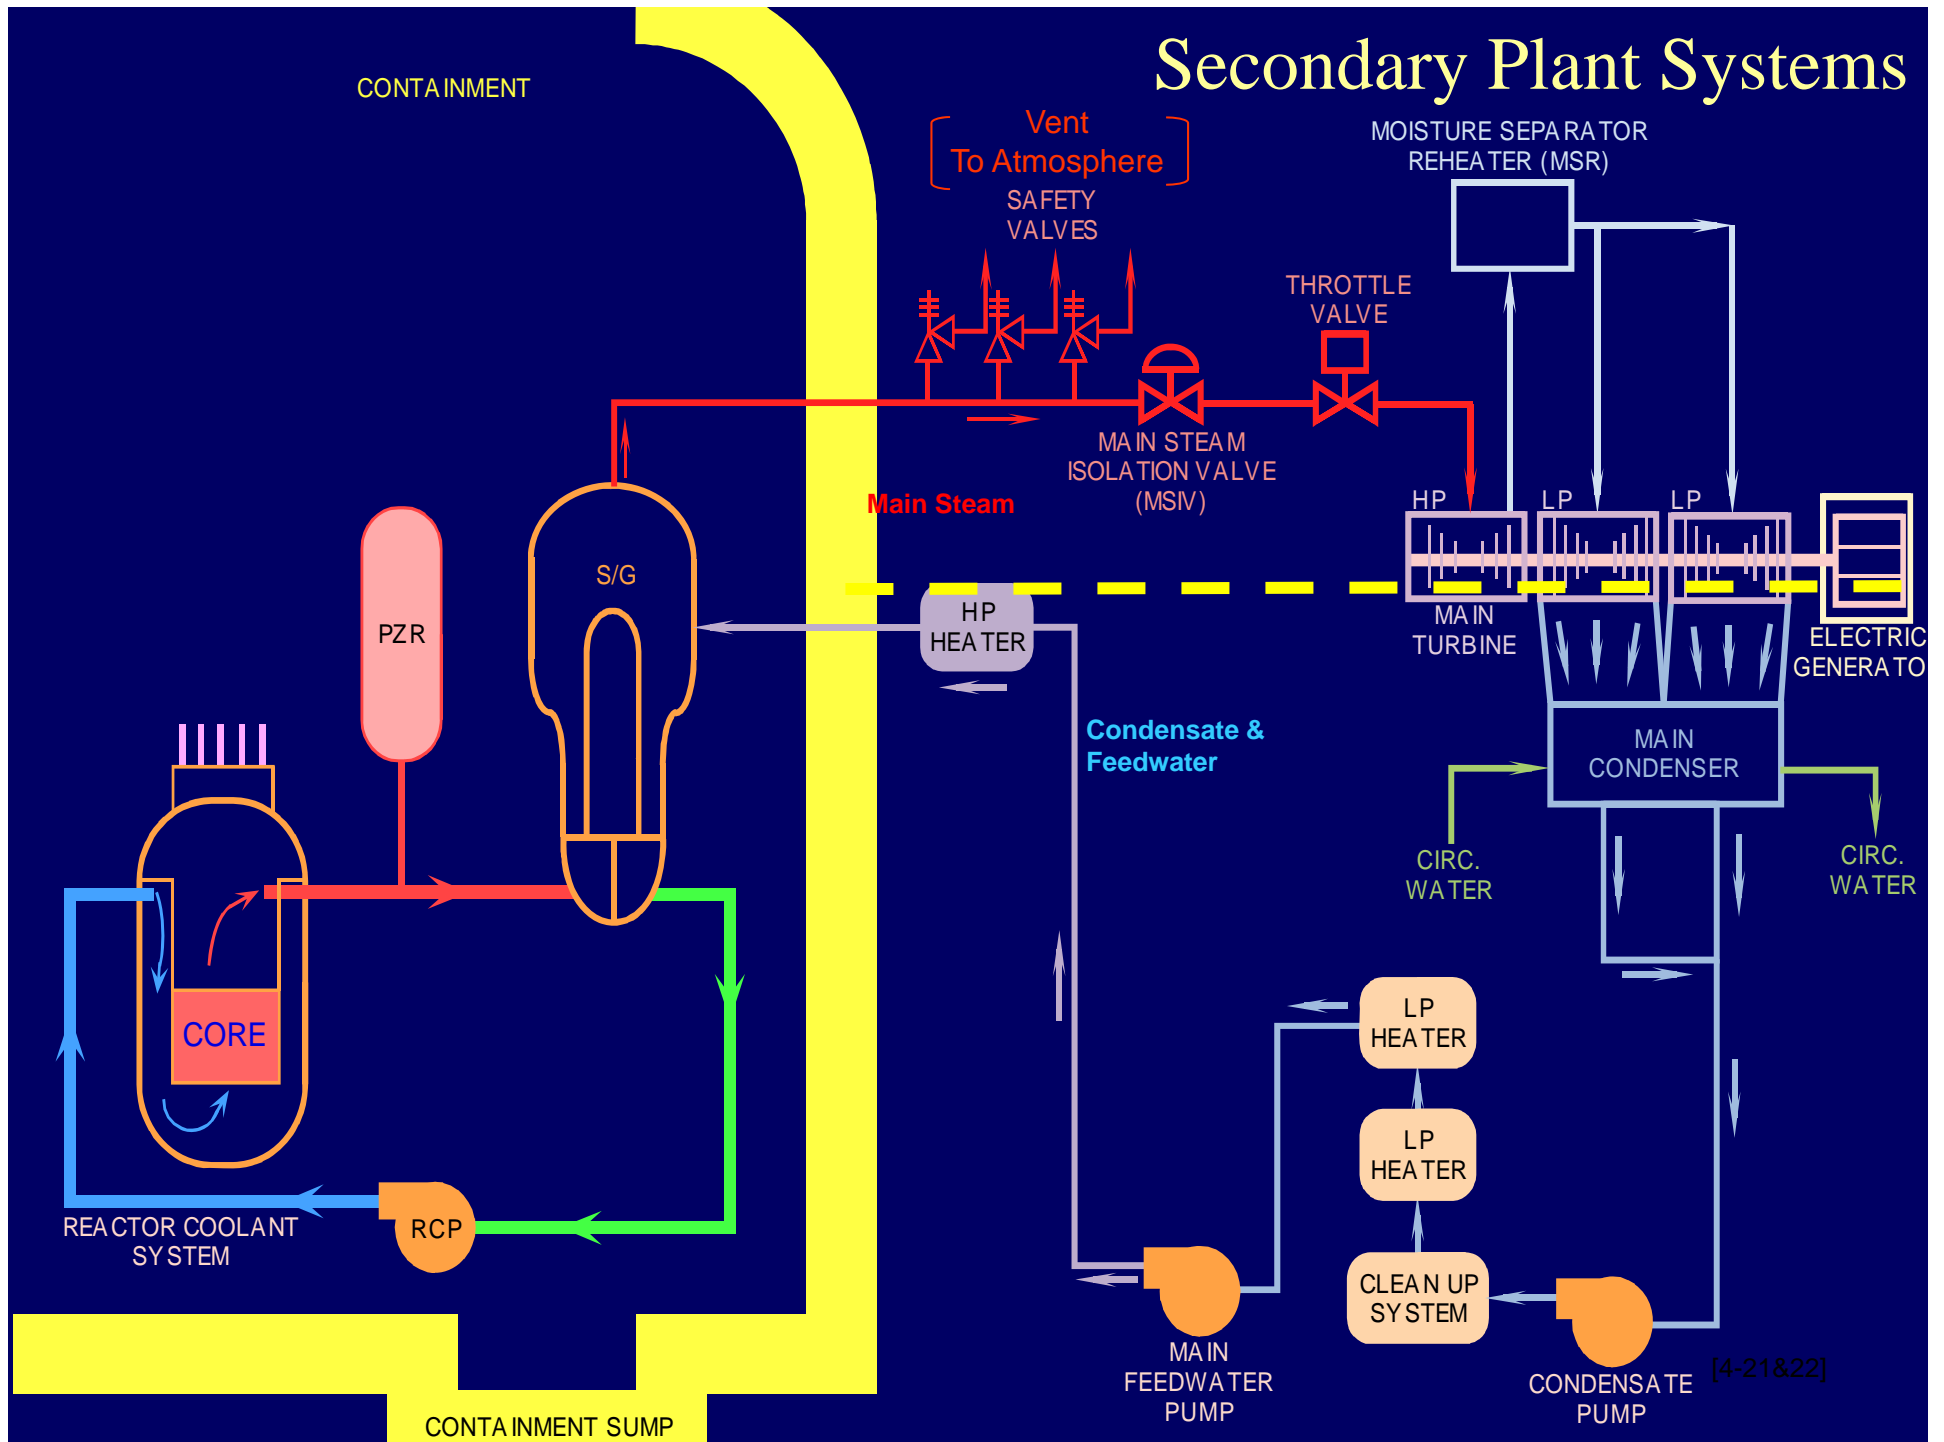 Secondary Plant Systems
CONTAINMENT
Vent
To Atmosphere
SAFETY
VALVES
MOISTURE SEPARATOR
REHEATER (MSR)
THROTTLE
VALVE
MAIN STEAM
ISOLATION VALVE
(MSIV)
Main Steam
HP
LP
LP
S/G
PZR
HP
HEATER
MAIN
TURBINE
ELECTRIC
GENERATO
Condensate &
Feedwater
MAIN
CONDENSER
CIRC.
WATER
CIRC.
WATER
CORE
LP
HEATER
LP
HEATER
REACTOR COOLANT
SYSTEM
RCP
CLEAN UP
SYSTEM
MAIN
FEEDWATER
PUMP
CONDENSATE
PUMP
[4-21&22]
CONTAINMENT SUMP